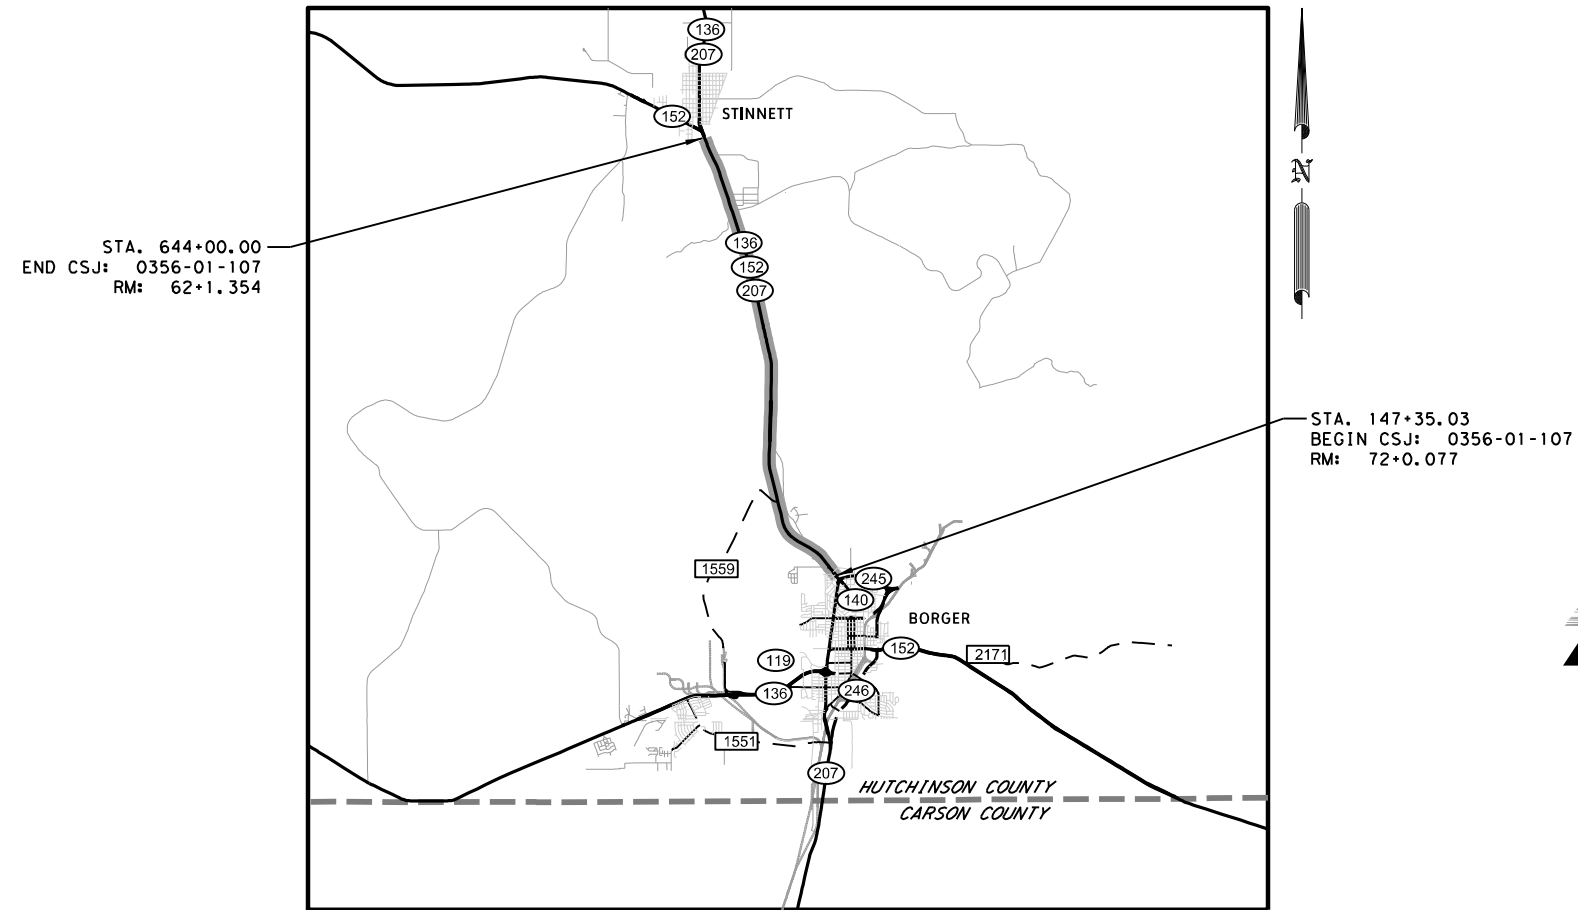 136
207
152
STINNETT
N
STA. 644+00.00
END CSJ: 0356-01-107
RM: 62+1.354
136
152
207
STA. 147+35.03
BEGIN CSJ: 0356-01-107
RM: 72+0.077
1559
245
140
BORGER
152
2171
119
136
246
1551
207
HUTCHINSON COUNTY
CARSON COUNTY